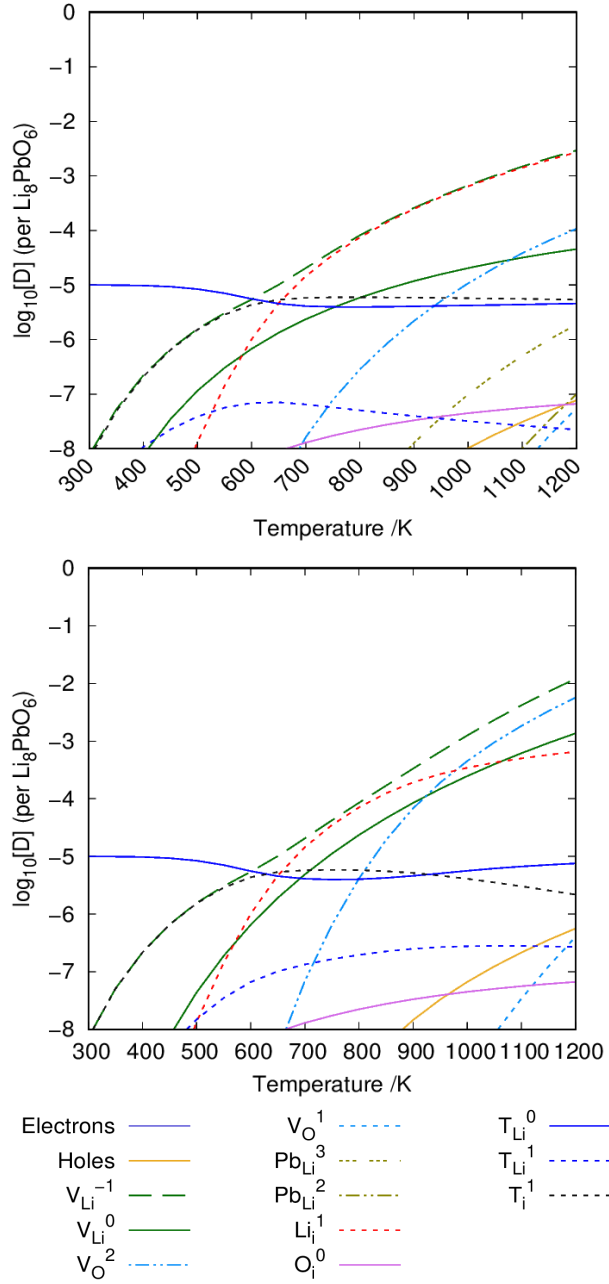 0
−1
−2
−3
−4
−5
−6
−7
−8
log10[D] (per Li8PbO6)
300 400 500 600 700 800 900 1000 1100 1200
Temperature /K
0
−1
−2
−3
−4
−5
−6
−7
−8
log10[D] (per Li8PbO6)
300 400 500 600 700 800 900 1000 1100 1200
Temperature /K
Electrons
Holes
VLi−1
VLi0
VO2
VO1
PbLi3
PbLi2
Lii1
Oi0
TLi0
TLi1
Ti1